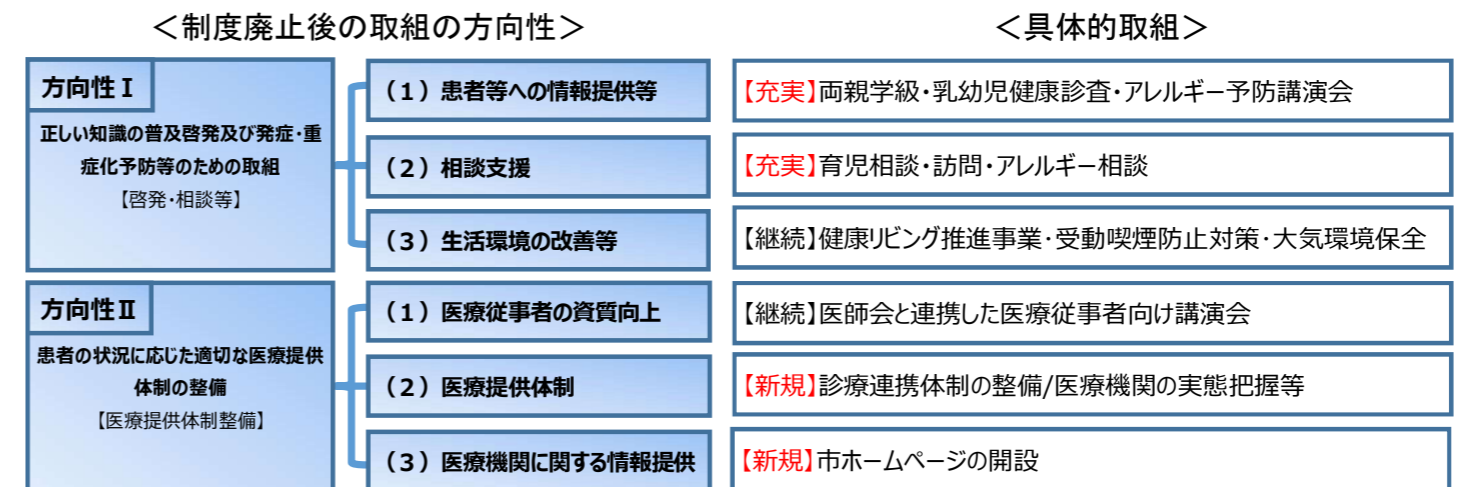 ＜制度廃止後の取組の方向性＞
＜具体的取組＞
方向性Ⅰ
正しい知識の普及啓発及び発症・重
症化予防等のための取組
【啓発・相談等】
（１）患者等への情報提供等
【充実】両親学級・乳幼児健康診査・アレルギー予防講演会
（２）相談支援
【充実】育児相談・訪問・アレルギー相談
（３）生活環境の改善等
【継続】健康リビング推進事業・受動喫煙防止対策・大気環境保全
方向性Ⅱ
患者の状況に応じた適切な医療提供
体制の整備
【医療提供体制整備】
（１）医療従事者の資質向上
【継続】医師会と連携した医療従事者向け講演会
（２）医療提供体制
【新規】診療連携体制の整備/医療機関の実態把握等
（３）医療機関に関する情報提供
【新規】市ホームページの開設